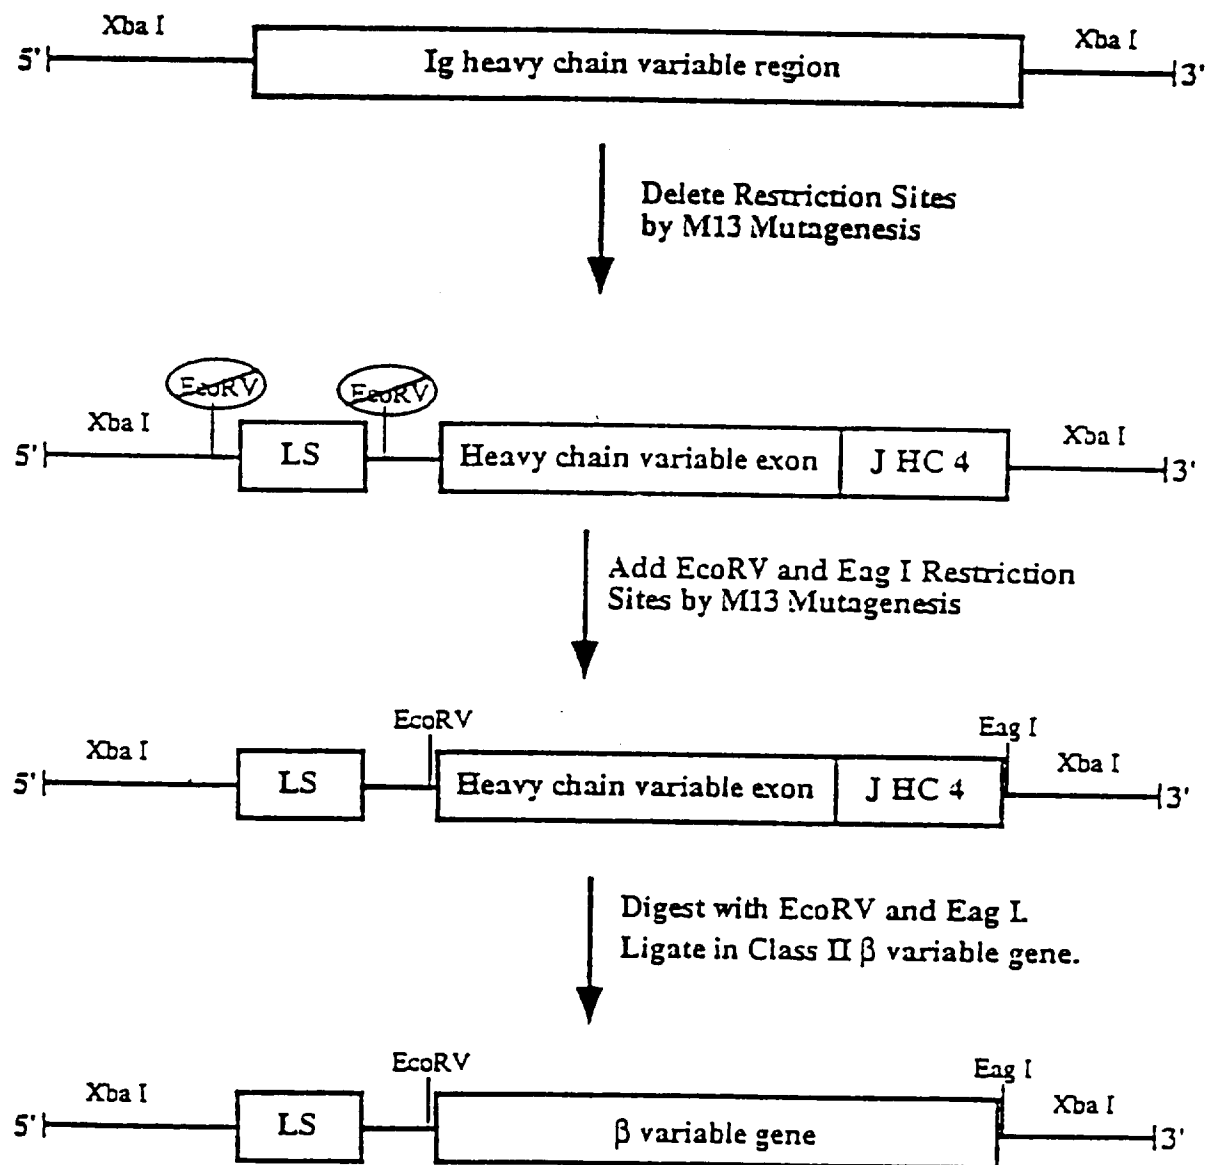 Xba I
Xba I
5' Ig heavy chain variable region 3'
Delete Restriction Sites
by M13 Mutagenesis
EcoRV EcoRV
Xba I
Xba I
5' LS Heavy chain variable exon J HC 4 3'
Add EcoRV and Eag I Restriction
Sites by M13 Mutagenesis
EcoRV Eag I
Xba I
Xba I
5' LS Heavy chain variable exon J HC 4 3'
Digest with EcoRV and Eag I.
Ligate in Class II β variable gene.
EcoRV Eag I
Xba I
Xba I
5' LS β variable gene 3'